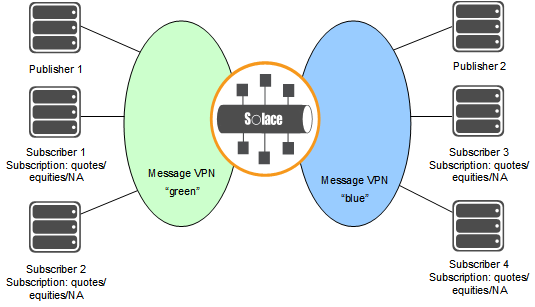 Publisher 1
Subscriber 1
Subscription: quotes/
equities/NA
Subscriber 2
Subscription: quotes/
equities/NA
Message VPN
“green”
Solace
Message VPN
“blue”
Publisher 2
Subscriber 3
Subscription: quotes/
equities/NA
Subscriber 4
Subscription: quotes/
equities/NA